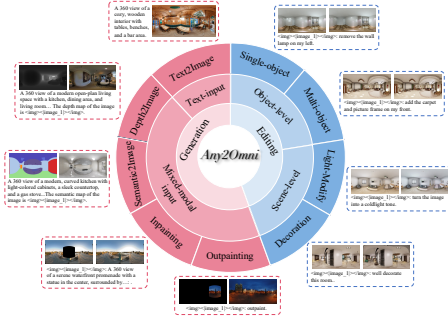 A 360 view of a
cozy, wooden
interior with
tables, benches,
and a bar area.
<img><|image_1|></img>: remove the wall
lamp on my left.
A 360 view of a modern open-plan living
space with a kitchen, dining area, and
living room... The depth map of the image
is <img><|image_1|></img>.
<img><|image_1|></img>: add the carpet
and picture frame on my front.
A 360 view of a modern, curved kitchen with
light-colored cabinets, a sleek countertop,
and a gas stove...The semantic map of the
image is <img><|image_1|></img>.
<img><|image_1|></img>: turn the image
into a coldlight tone.
<img><|image_1|></img>: A 360 view
of a serene waterfront promenade with a
statue in the center, surrounded by...: .
<img><|image_1|></img>: well decorate
this room..
<img><|image_1|></img>: outpaint.
Text2Image
Single-object
Depth2Image
Text-input
Object-level
Multi-object
Generation
Editing
Any2Omni
Semantic2Image
Mixed-modal
input
Scene-level
Light-Modify
Inpainting
Outpainting
Decoration